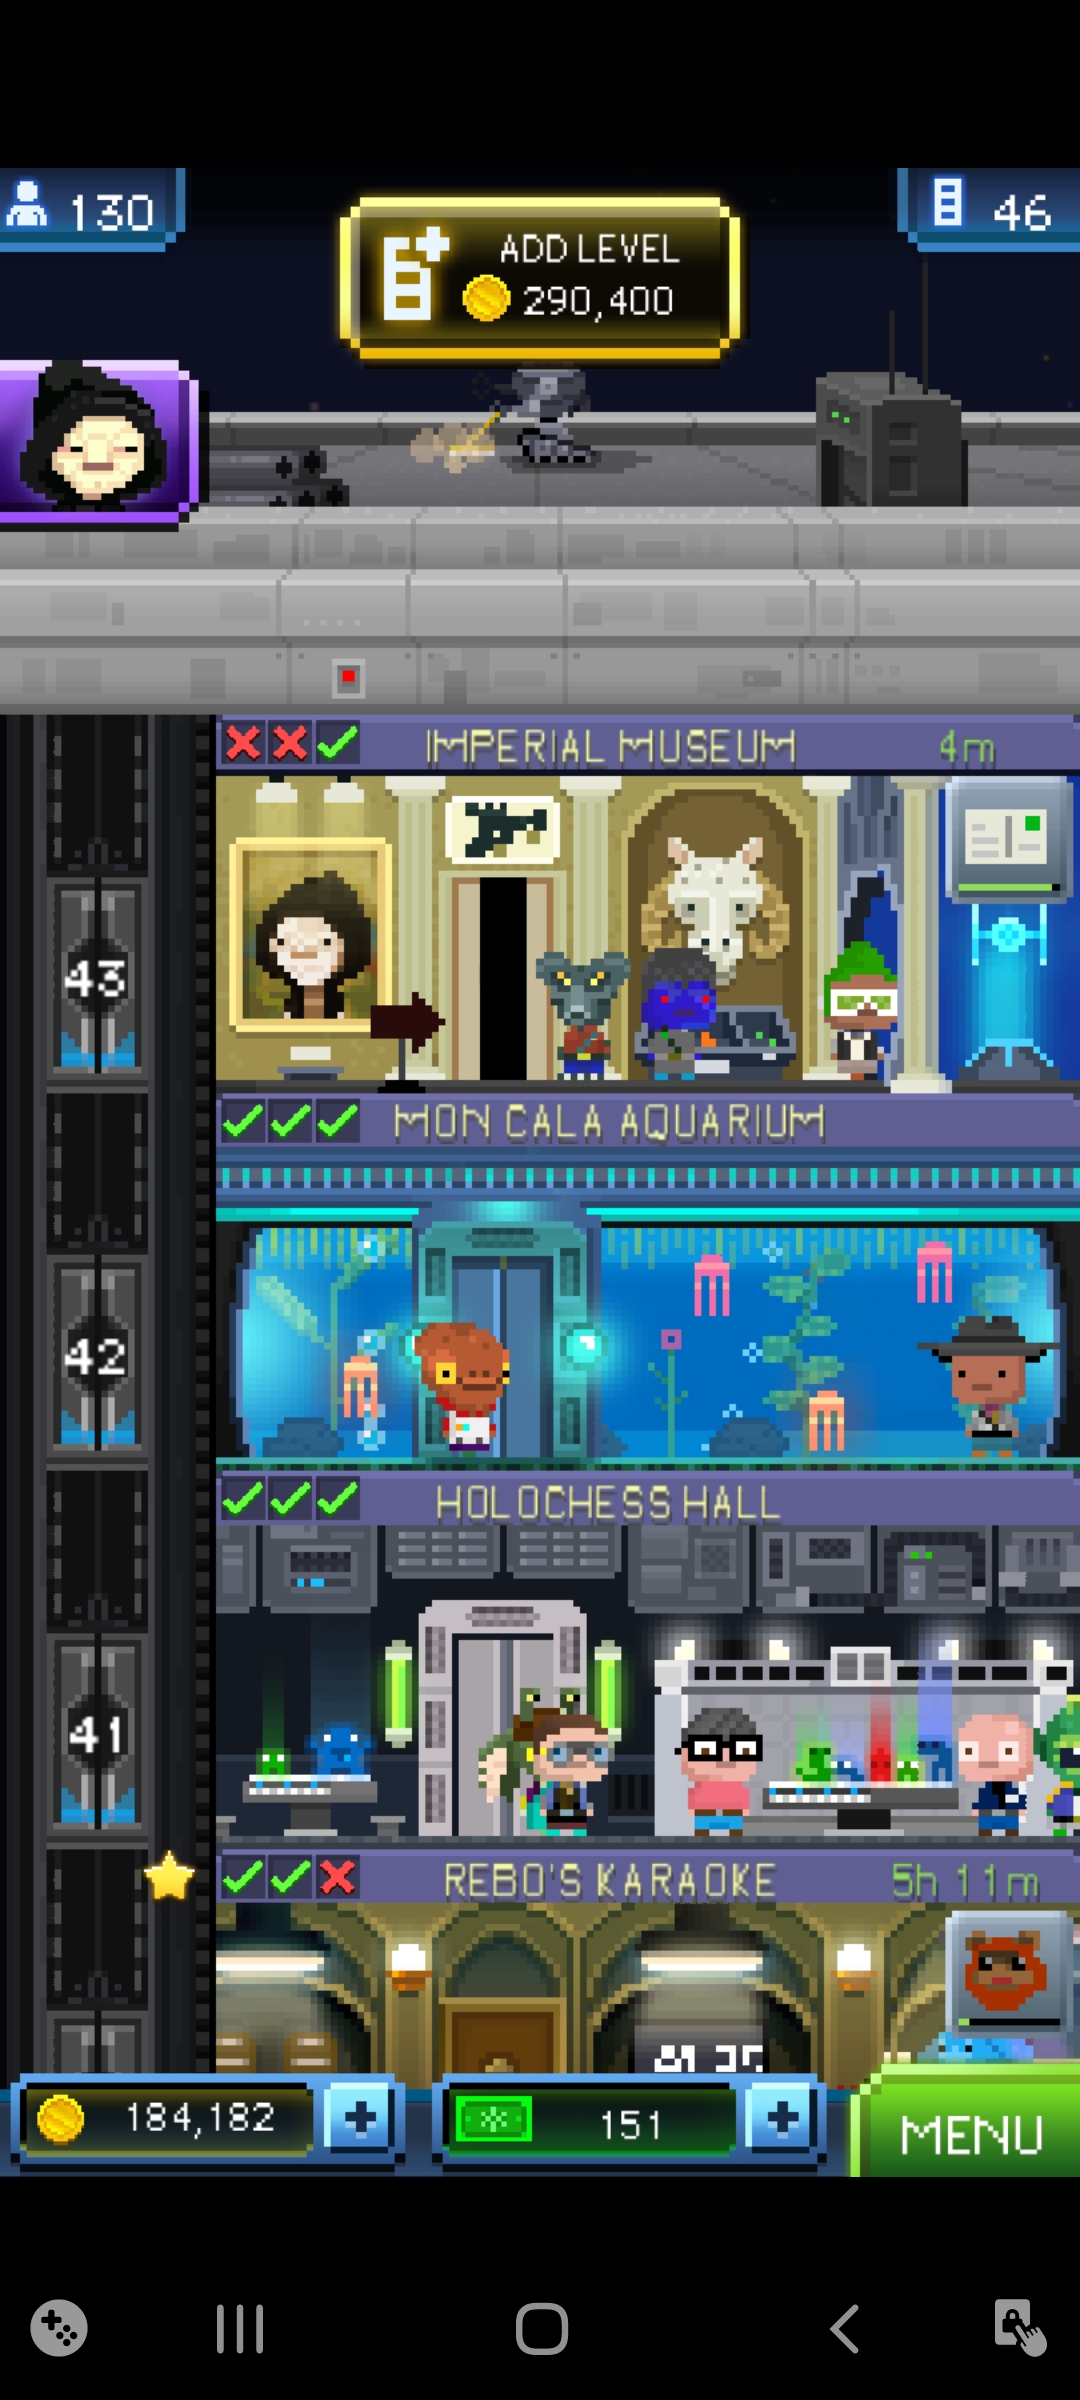 130
ADD LEVEL
290,400
46
IMPERIAL MUSEUM
4m
43
MON CALA AQUARIUM
42
HOLOCHESS HALL
41
REBO'S KARAOKE
5h 11m
184,182
151
MENU